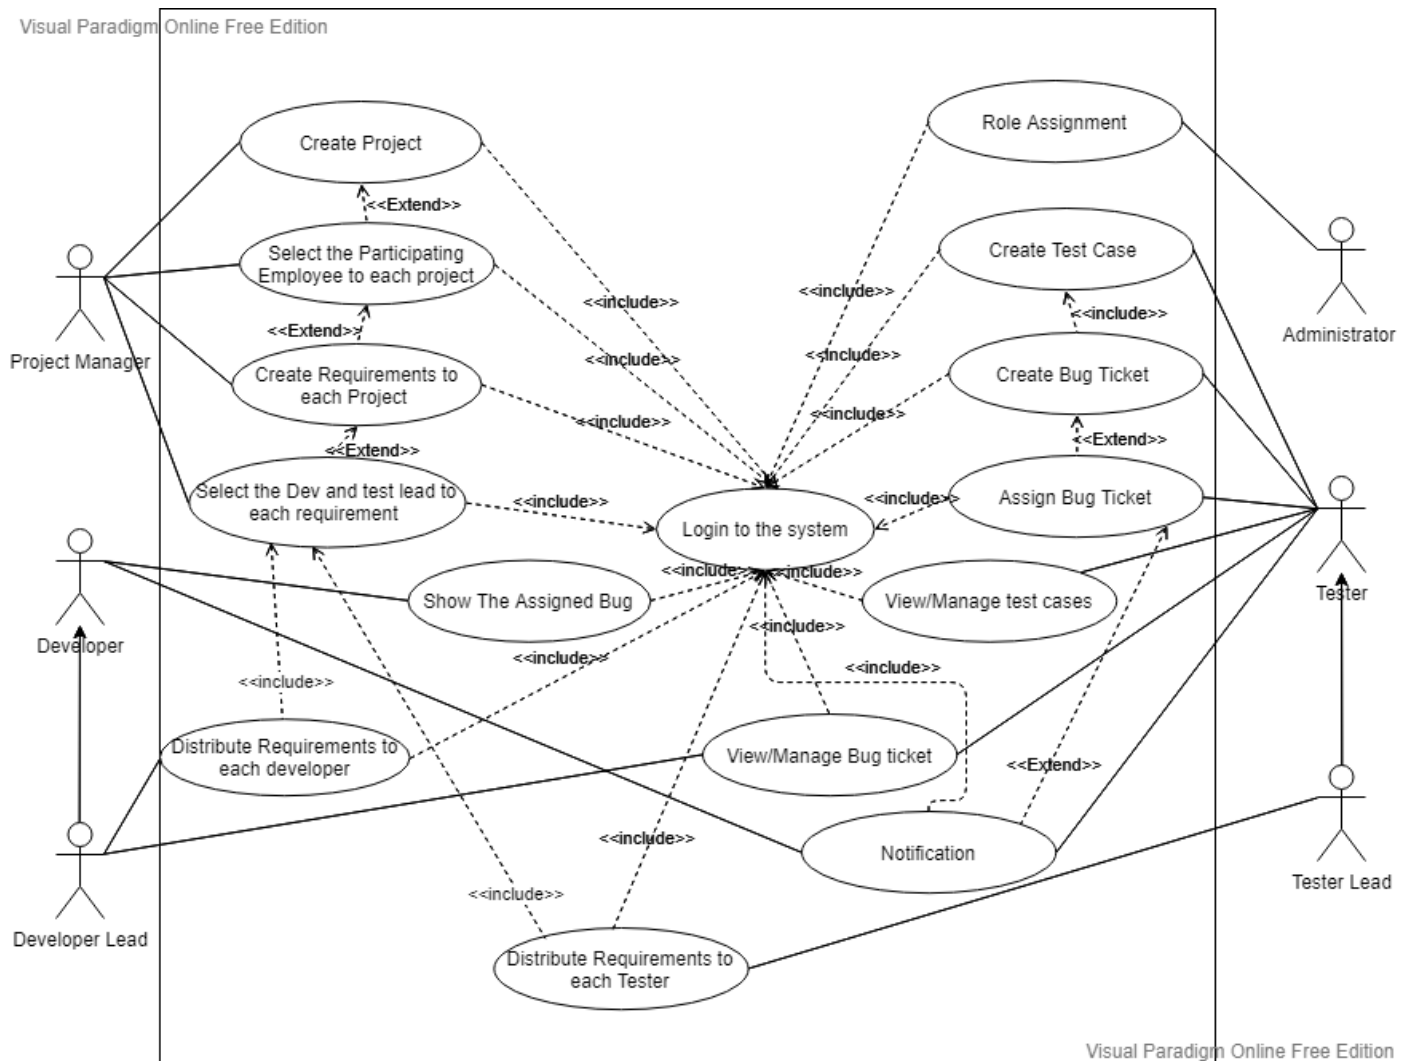 Visual Paradigm Online Free Edition
Create Project
Role Assignment
<<Extend>>
Select the Participating
Employee to each project
Create Test Case
<<include>>
<<include>>
<<include>>
Project Manager
<<Extend>>
Administrator
<<include>>
<<include>>
Create Requirements to
each Project
Create Bug Ticket
<<include>>
<<include>>
<<Extend>>
<<Extend>>
Select the Dev and test lead to
each requirement
<<include>>
<<include>>
Assign Bug Ticket
Login to the system
<<include>>
<<include>>
Show The Assigned Bug
View/Manage test cases
Tester
Developer
<<include>>
<<include>>
<<include>>
<<include>>
Distribute Requirements to
each developer
View/Manage Bug ticket
<<Extend>>
<<include>>
Notification
<<include>>
Tester Lead
Developer Lead
Distribute Requirements to
each Tester
Visual Paradigm Online Free Edition